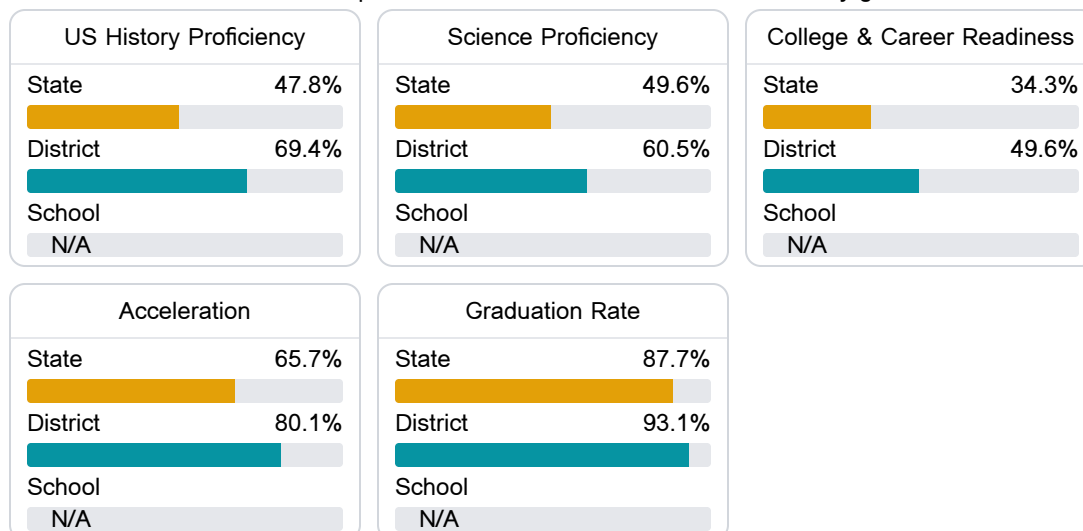 US History Proficiency
State 47.8%
District 69.4%
School
N/A
Science Proficiency
State 49.6%
District 60.5%
School
N/A
College & Career Readiness
State 34.3%
District 49.6%
School
N/A
Acceleration
State 65.7%
District 80.1%
School
N/A
Graduation Rate
State 87.7%
District 93.1%
School
N/A